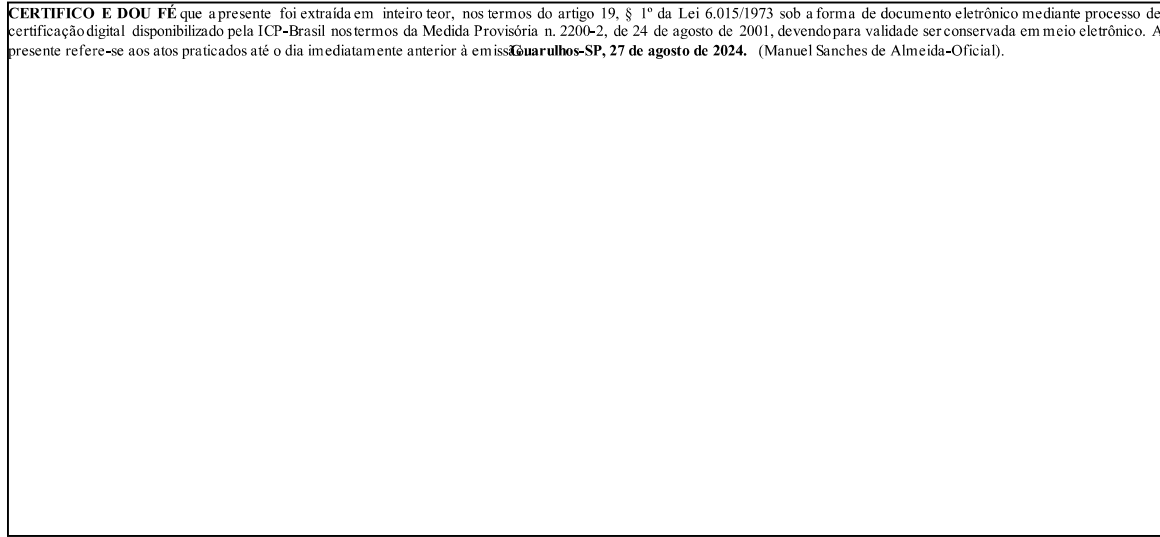 CERTIFICO E DOU FÉ que a presente foi extraída em inteiro teor, nos termos do artigo 19, § 1º da Lei 6.015/1973 sob a forma de documento eletrônico mediante processo de
certificação digital disponibilizado pela ICP-Brasil nos termos da Medida Provisória n. 2200-2, de 24 de agosto de 2001, devendo para validade ser conservada em meio eletrônico. A
presente refere-se aos atos praticados até o dia imediatamente anterior à emissão. Guarulhos-SP, 27 de agosto de 2024. (Manuel Sanches de Almeida-Oficial).